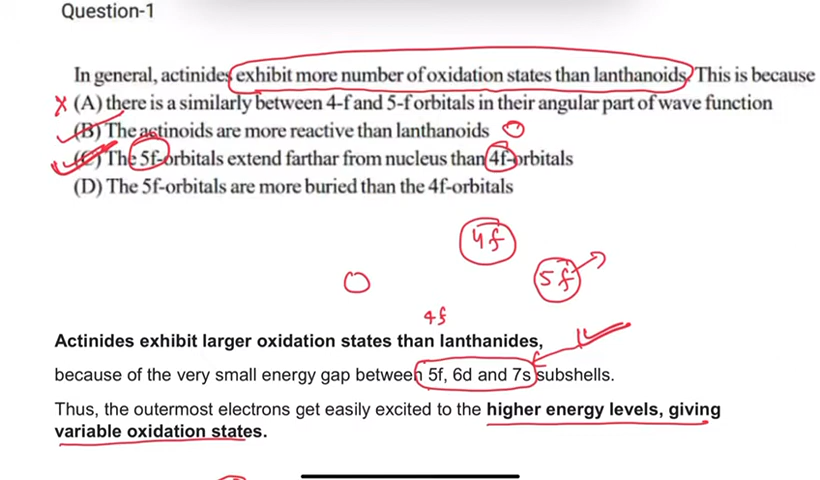 Question-1
In general, actinides exhibit more number of oxidation states than lanthanoids. This is because
(A) there is a similarly between 4-f and 5-f orbitals in their angular part of wave function
(B) The actinoids are more reactive than lanthanoids
(C) The 5f-orbitals extend farthar from nucleus than 4f-orbitals
(D) The 5f-orbitals are more buried than the 4f-orbitals
4f
5f
4f
Actinides exhibit larger oxidation states than lanthanides,
because of the very small energy gap between 5f, 6d and 7s subshells.
Thus, the outermost electrons get easily excited to the higher energy levels, giving
variable oxidation states.